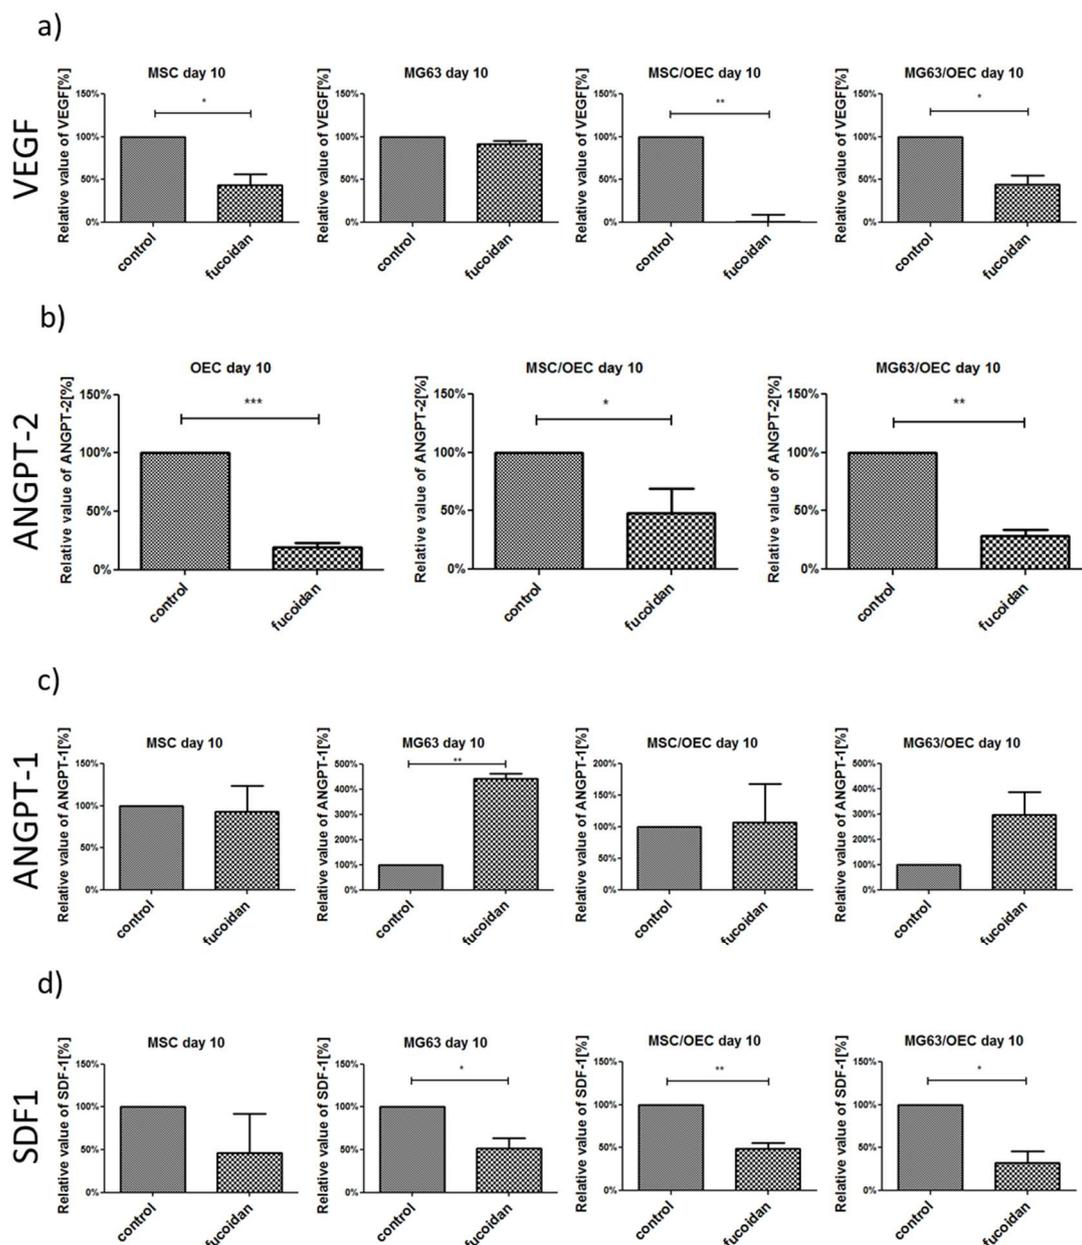 a)
VEGF
MSC day 10
Relative value of VEGF[%]
150%
100%
50%
0%
*
control
fucoidan
MG63 day 10
Relative value of VEGF[%]
150%
100%
50%
0%
control
fucoidan
MSC/OEC day 10
Relative value of VEGF[%]
150%
100%
50%
0%
**
control
fucoidan
MG63/OEC day 10
Relative value of VEGF[%]
150%
100%
50%
0%
*
control
fucoidan
b)
ANGPT-2
OEC day 10
Relative value of ANGPT-2[%]
150%
100%
50%
0%
***
control
fucoidan
MSC/OEC day 10
Relative value of ANGPT-2[%]
150%
100%
50%
0%
*
control
fucoidan
MG63/OEC day 10
Relative value of ANGPT-2[%]
150%
100%
50%
0%
**
control
fucoidan
c)
ANGPT-1
MSC day 10
Relative value of ANGPT-1[%]
150%
100%
50%
0%
control
fucoidan
MG63 day 10
Relative value of ANGPT-1[%]
500%
400%
300%
200%
100%
0%
**
control
fucoidan
MSC/OEC day 10
Relative value of ANGPT-1[%]
200%
150%
100%
50%
0%
control
fucoidan
MG63/OEC day 10
Relative value of ANGPT-1[%]
500%
400%
300%
200%
100%
0%
control
fucoidan
d)
SDF1
MSC day 10
Relative value of SDF-1[%]
150%
100%
50%
0%
control
fucoidan
MG63 day 10
Relative value of SDF-1[%]
150%
100%
50%
0%
*
control
fucoidan
MSC/OEC day 10
Relative value of SDF-1[%]
150%
100%
50%
0%
**
control
fucoidan
MG63/OEC day 10
Relative value of SDF-1[%]
150%
100%
50%
0%
*
control
fucoidan